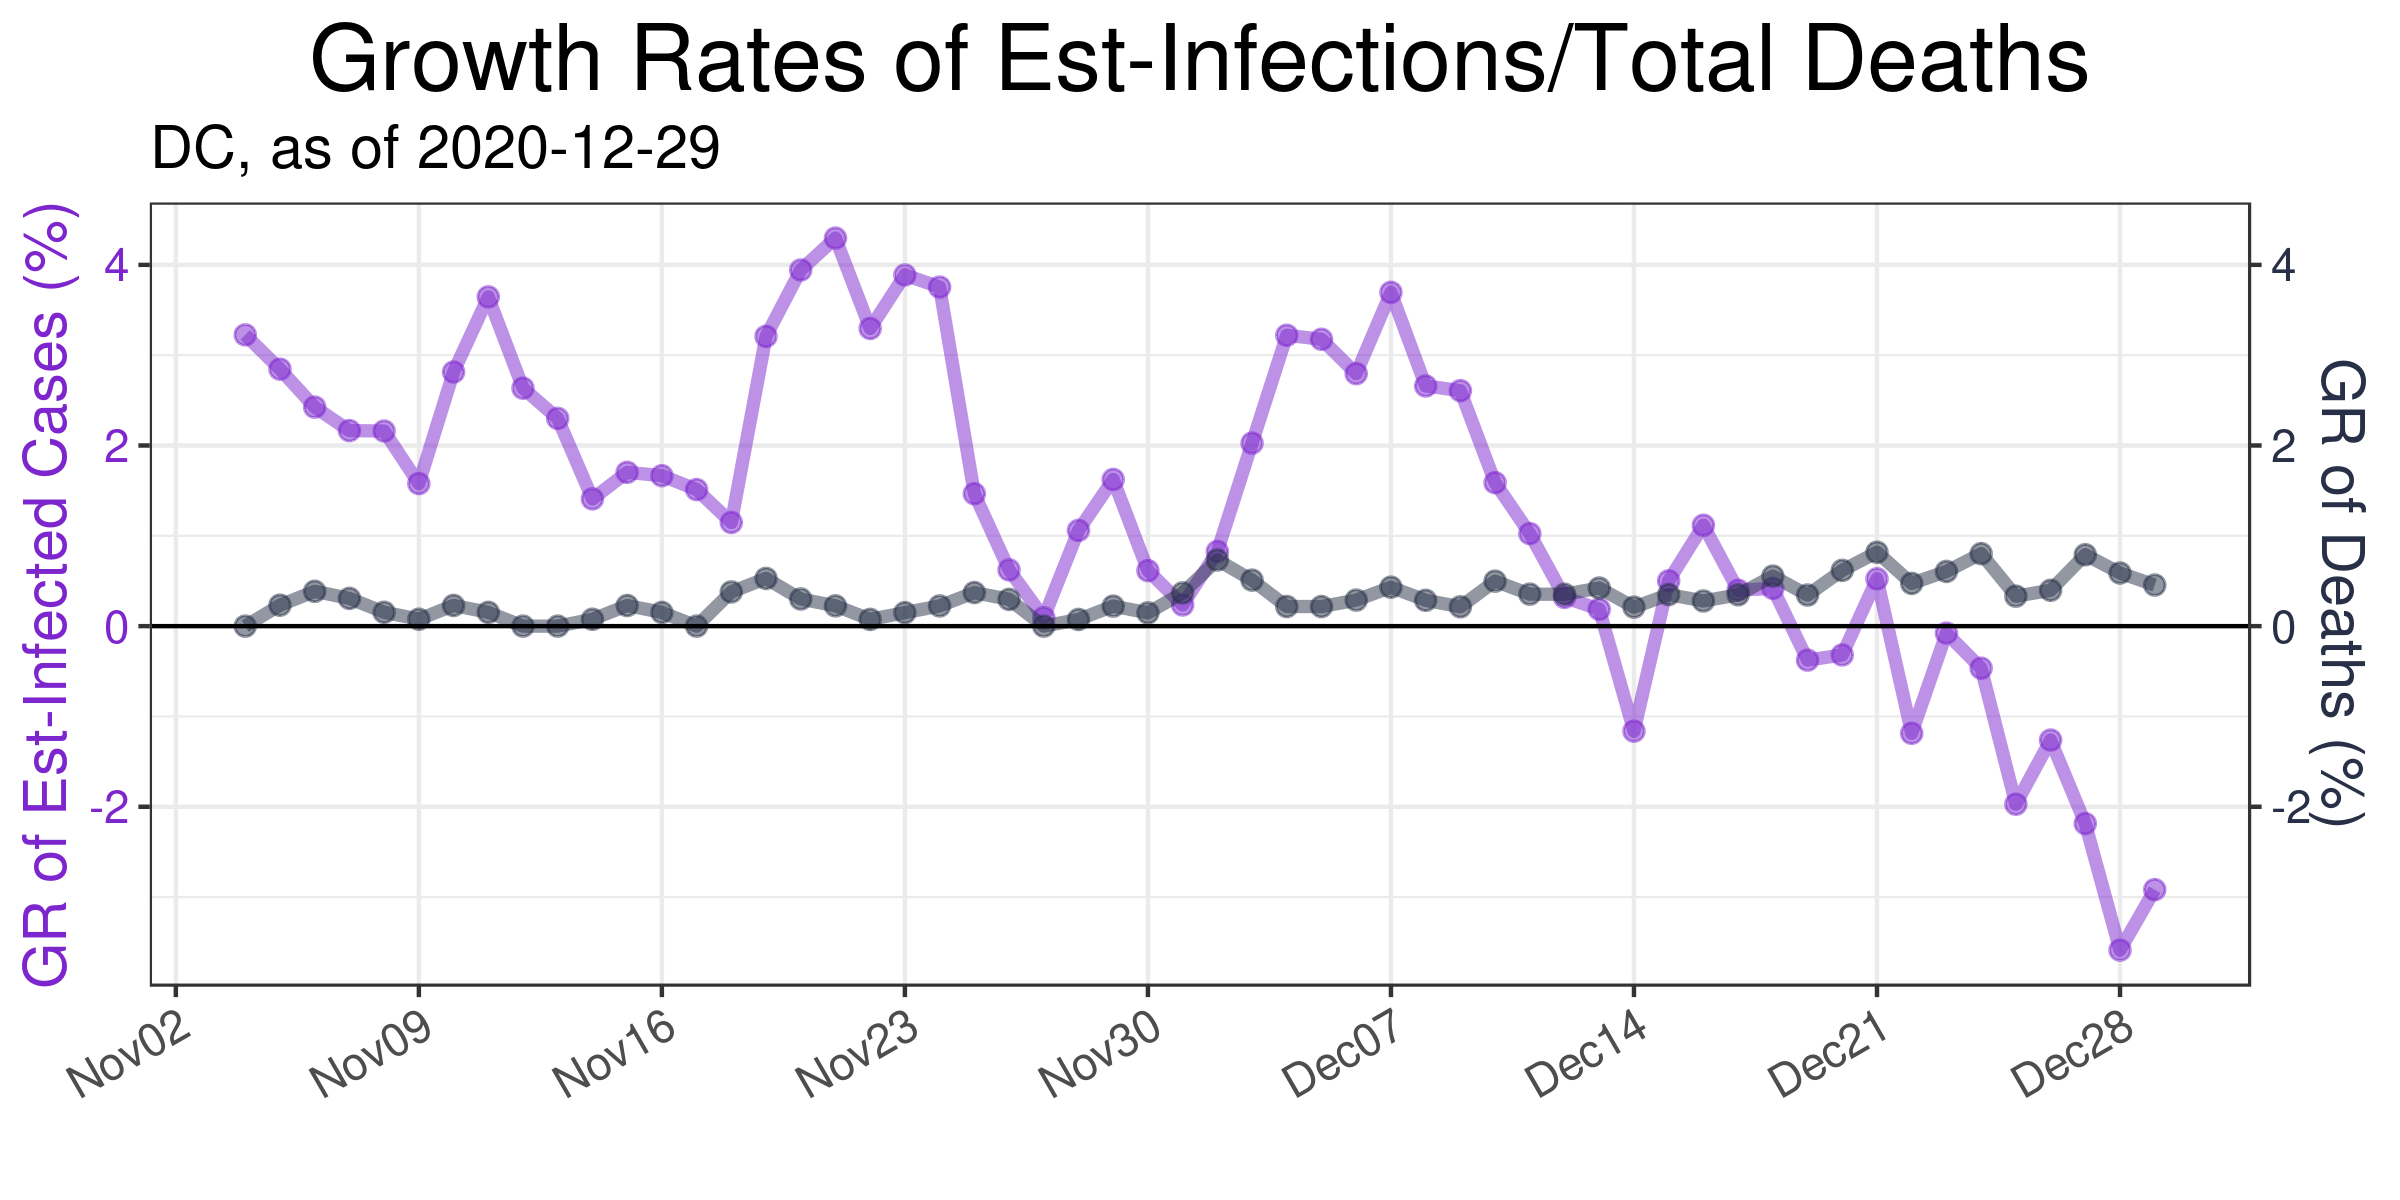 Growth Rates of Est-Infections/Total Deaths
DC, as of 2020-12-29
GR of Est-Infected Cases (%)
4
2
0
-2
4
2
0
-2
GR of Deaths (%)
Nov02
Nov09
Nov16
Nov23
Nov30
Dec07
Dec14
Dec21
Dec28